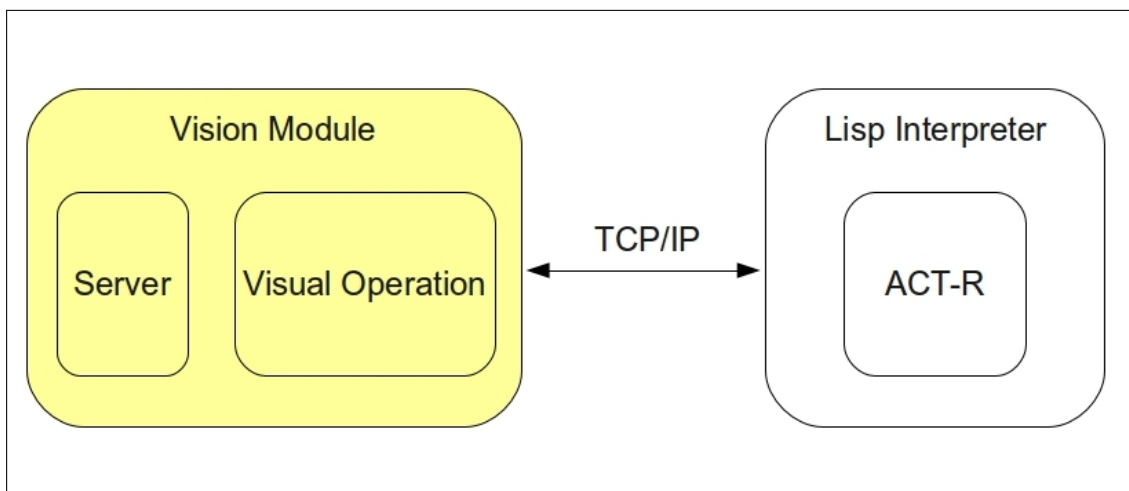 Vision Module
Lisp Interpreter
TCP/IP
Server
Visual Operation
ACT-R